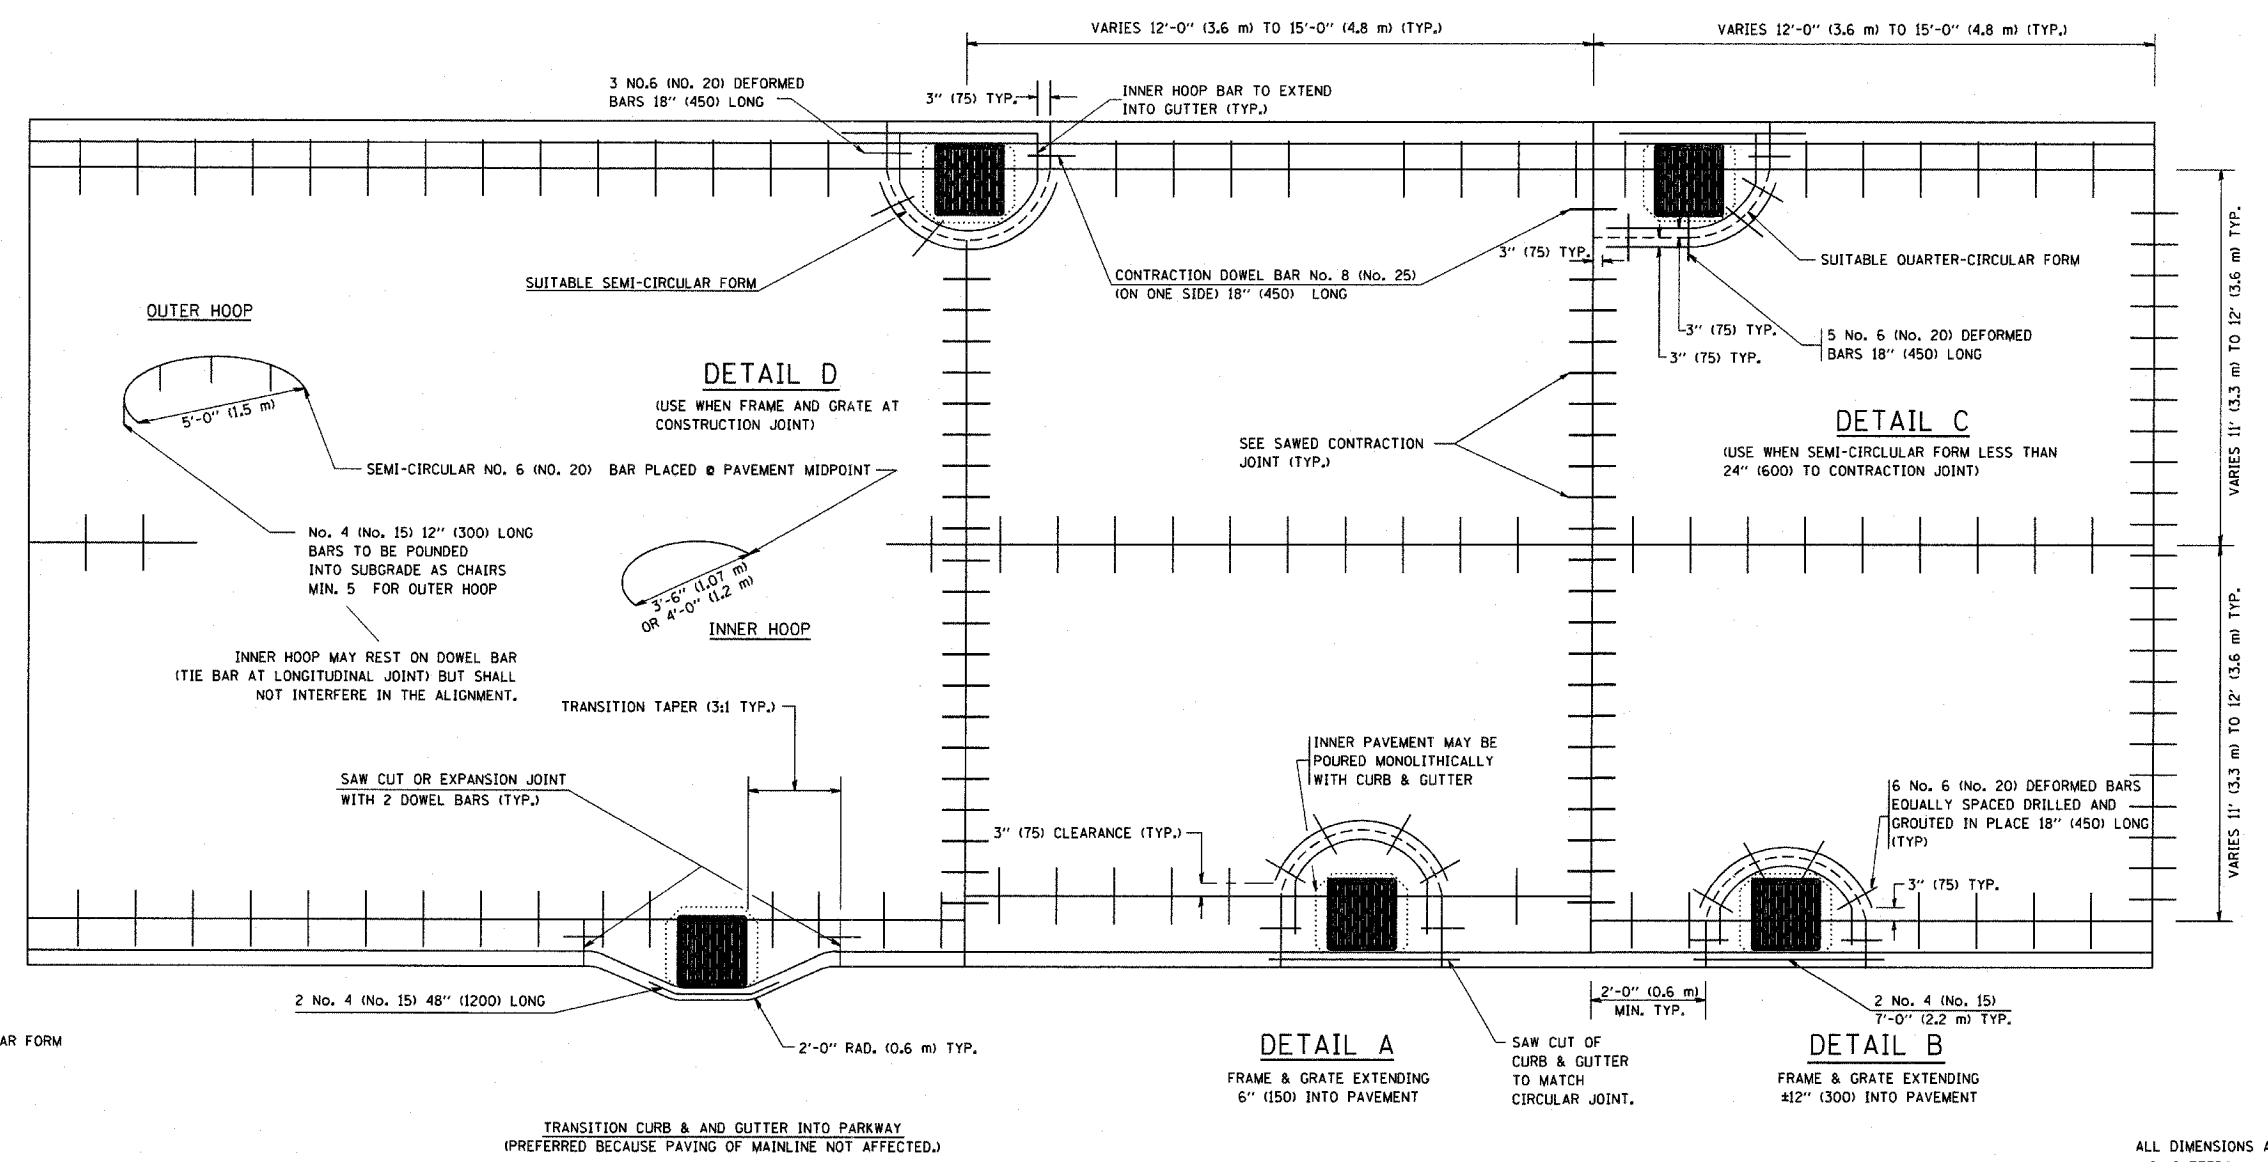 VARIES 12'-0" (3.6 m) TO 15'-0" (4.8 m) (TYP.)
VARIES 12'-0" (3.6 m) TO 15'-0" (4.8 m) (TYP.)
3 NO.6 (NO. 20) DEFORMED
BARS 18" (450) LONG
3" (75) TYP.
INNER HOOP BAR TO EXTEND
INTO GUTTER (TYP.)
SUITABLE SEMI-CIRCULAR FORM
CONTRACTION DOWEL BAR No. 8 (No. 25)
(ON ONE SIDE) 18" (450) LONG
3" (75) TYP.
SUITABLE QUARTER-CIRCULAR FORM
3" (75) TYP.
3" (75) TYP.
5 No. 6 (No. 20) DEFORMED
BARS 18" (450) LONG
VARIES 11' (3.3 m) TO 12' (3.6 m) TYP.
OUTER HOOP
5'-0" (1.5 m)
DETAIL D
(USE WHEN FRAME AND GRATE AT
CONSTRUCTION JOINT)
SEMI-CIRCULAR NO. 6 (NO. 20) BAR PLACED @ PAVEMENT MIDPOINT
SEE SAWED CONTRACTION
JOINT (TYP.)
DETAIL C
(USE WHEN SEMI-CIRCLULAR FORM LESS THAN
24" (600) TO CONTRACTION JOINT)
No. 4 (No. 15) 12" (300) LONG
BARS TO BE POUNDED
INTO SUBGRADE AS CHAIRS
MIN. 5 FOR OUTER HOOP
3'-6" (1.07 m)
OR 4'-0" (1.2 m)
INNER HOOP
INNER HOOP MAY REST ON DOWEL BAR
(TIE BAR AT LONGITUDINAL JOINT) BUT SHALL
NOT INTERFERE IN THE ALIGNMENT.
TRANSITION TAPER (3:1 TYP.)
SAW CUT OR EXPANSION JOINT
WITH 2 DOWEL BARS (TYP.)
INNER PAVEMENT MAY BE
POURED MONOLITHICALLY
WITH CURB & GUTTER
3" (75) CLEARANCE (TYP.)
6 No. 6 (No. 20) DEFORMED BARS
EQUALLY SPACED DRILLED AND
GROUTED IN PLACE 18" (450) LONG
(TYP)
3" (75) TYP.
VARIES 11' (3.3 m) TO 12' (3.6 m) TYP.
2 No. 4 (No. 15) 48" (1200) LONG
2'-0" RAD. (0.6 m) TYP.
2'-0" (0.6 m)
MIN. TYP.
2 No. 4 (No. 15)
7'-0" (2.2 m) TYP.
AR FORM
DETAIL A
FRAME & GRATE EXTENDING
6" (150) INTO PAVEMENT
SAW CUT OF
CURB & GUTTER
TO MATCH
CIRCULAR JOINT.
DETAIL B
FRAME & GRATE EXTENDING
±12" (300) INTO PAVEMENT
TRANSITION CURB & AND GUTTER INTO PARKWAY
(PREFERRED BECAUSE PAVING OF MAINLINE NOT AFFECTED.)
ALL DIMENSIONS A